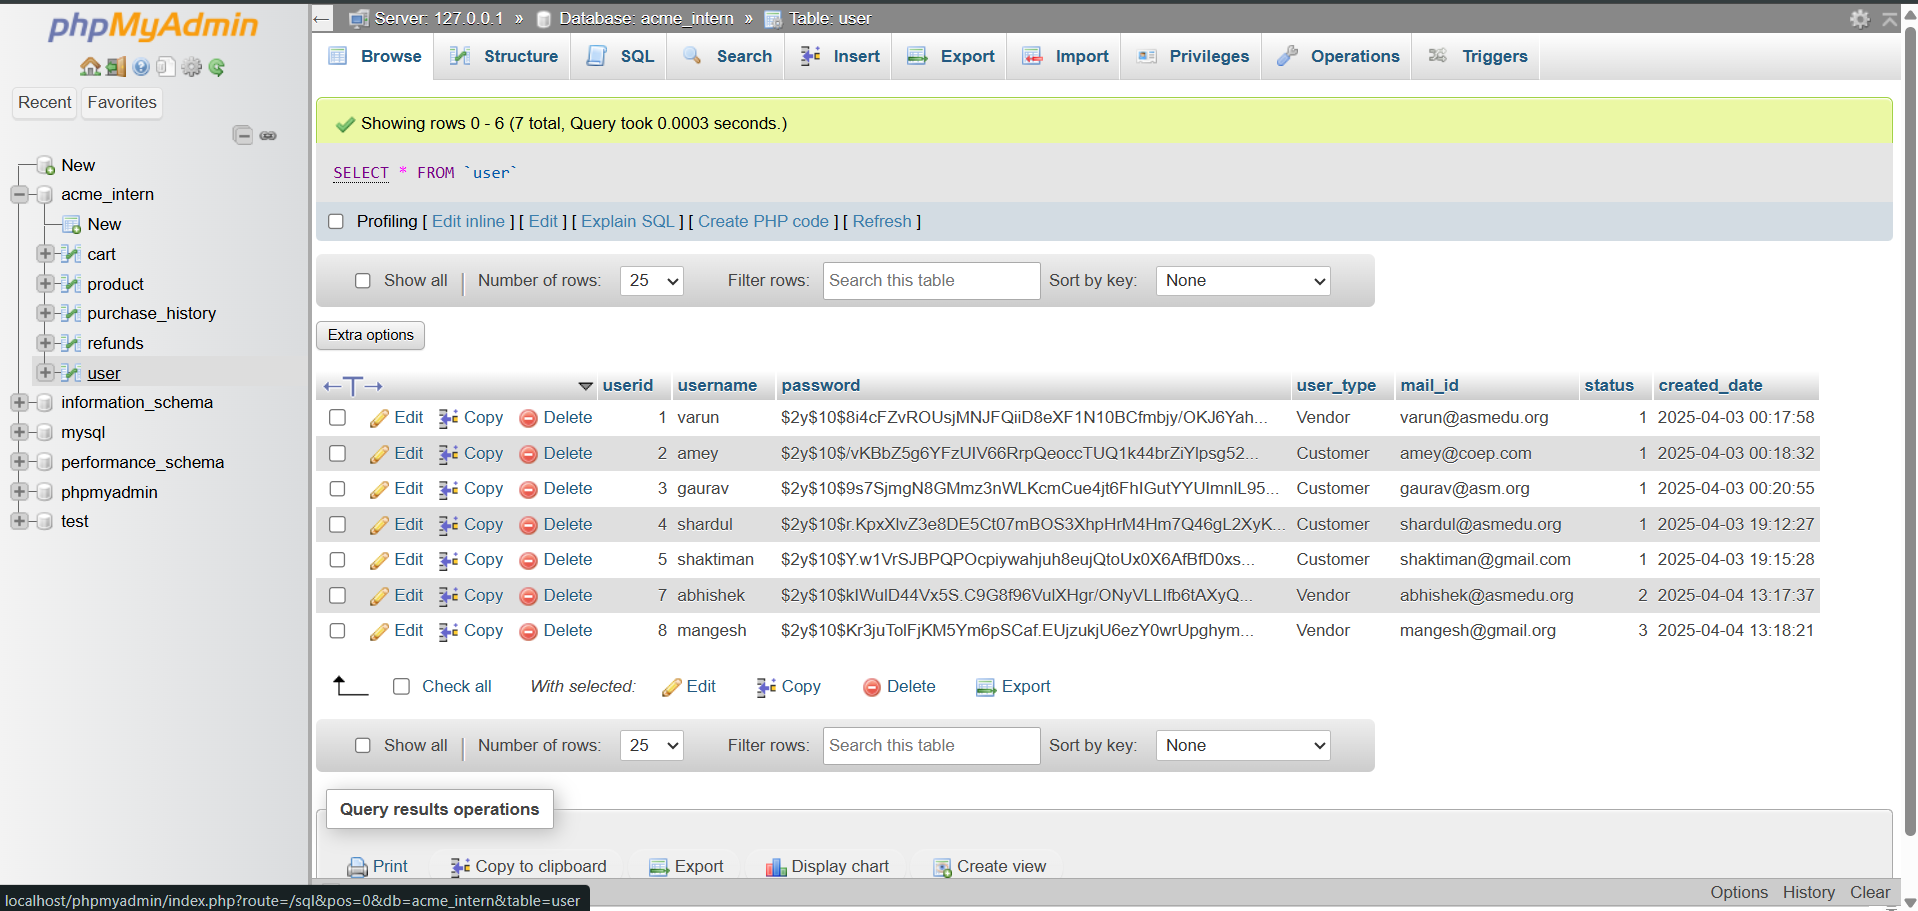 phpMyAdmin
Recent Favorites
New
acme_intern
New
cart
product
purchase_history
refunds
user
information_schema
mysql
performance_schema
phpmyadmin
test
Server: 127.0.0.1 » Database: acme_intern » Table: user
Browse Structure SQL Search Insert Export Import Privileges Operations Triggers
Showing rows 0 - 6 (7 total, Query took 0.0003 seconds.)
SELECT * FROM `user`
Profiling [ Edit inline ] [ Edit ] [ Explain SQL ] [ Create PHP code ] [ Refresh ]
Show all | Number of rows: 25 Filter rows: Search this table Sort by key: None
Extra options
userid username password user_type mail_id status created_date
Edit Copy Delete 1 varun $2y$10$8i4cFZvROUsjMNJFQiiD8eXF1N10BCfmbjy/OKJ6Yah... Vendor varun@asmedu.org 1 2025-04-03 00:17:58
Edit Copy Delete 2 amey $2y$10$/vKBbZ5g6YFzUIV66RrpQeoccTUQ1k44brZiYlpsg52... Customer amey@coep.com 1 2025-04-03 00:18:32
Edit Copy Delete 3 gaurav $2y$10$9s7SjmgN8GMmz3nWLKcmCue4jt6FhIGutYYUImnlL95... Customer gaurav@asm.org 1 2025-04-03 00:20:55
Edit Copy Delete 4 shardul $2y$10$r.KpxXlvZ3e8DE5Ct07mBOS3XhpHrM4Hm7Q46gL2XyK... Customer shardul@asmedu.org 1 2025-04-03 19:12:27
Edit Copy Delete 5 shaktiman $2y$10$Y.w1VrSJBPQPOcpiywahjuh8eujQtoUx0X6AfBfD0xs... Customer shaktiman@gmail.com 1 2025-04-03 19:15:28
Edit Copy Delete 7 abhishek $2y$10$kIWulD44Vx5S.C9G8f96VulXHgr/ONyVLLIfb6tAXyQ... Vendor abhishek@asmedu.org 2 2025-04-04 13:17:37
Edit Copy Delete 8 mangesh $2y$10$Kr3juTolFjKM5Ym6pSCaf.EUjzukjU6ezY0wrUpghym... Vendor mangesh@gmail.org 3 2025-04-04 13:18:21
Check all With selected: Edit Copy Delete Export
Show all | Number of rows: 25 Filter rows: Search this table Sort by key: None
Query results operations
Print Copy to clipboard Export Display chart Create view
Options History Clear
localhost/phpmyadmin/index.php?route=/sql&pos=0&db=acme_intern&table=user